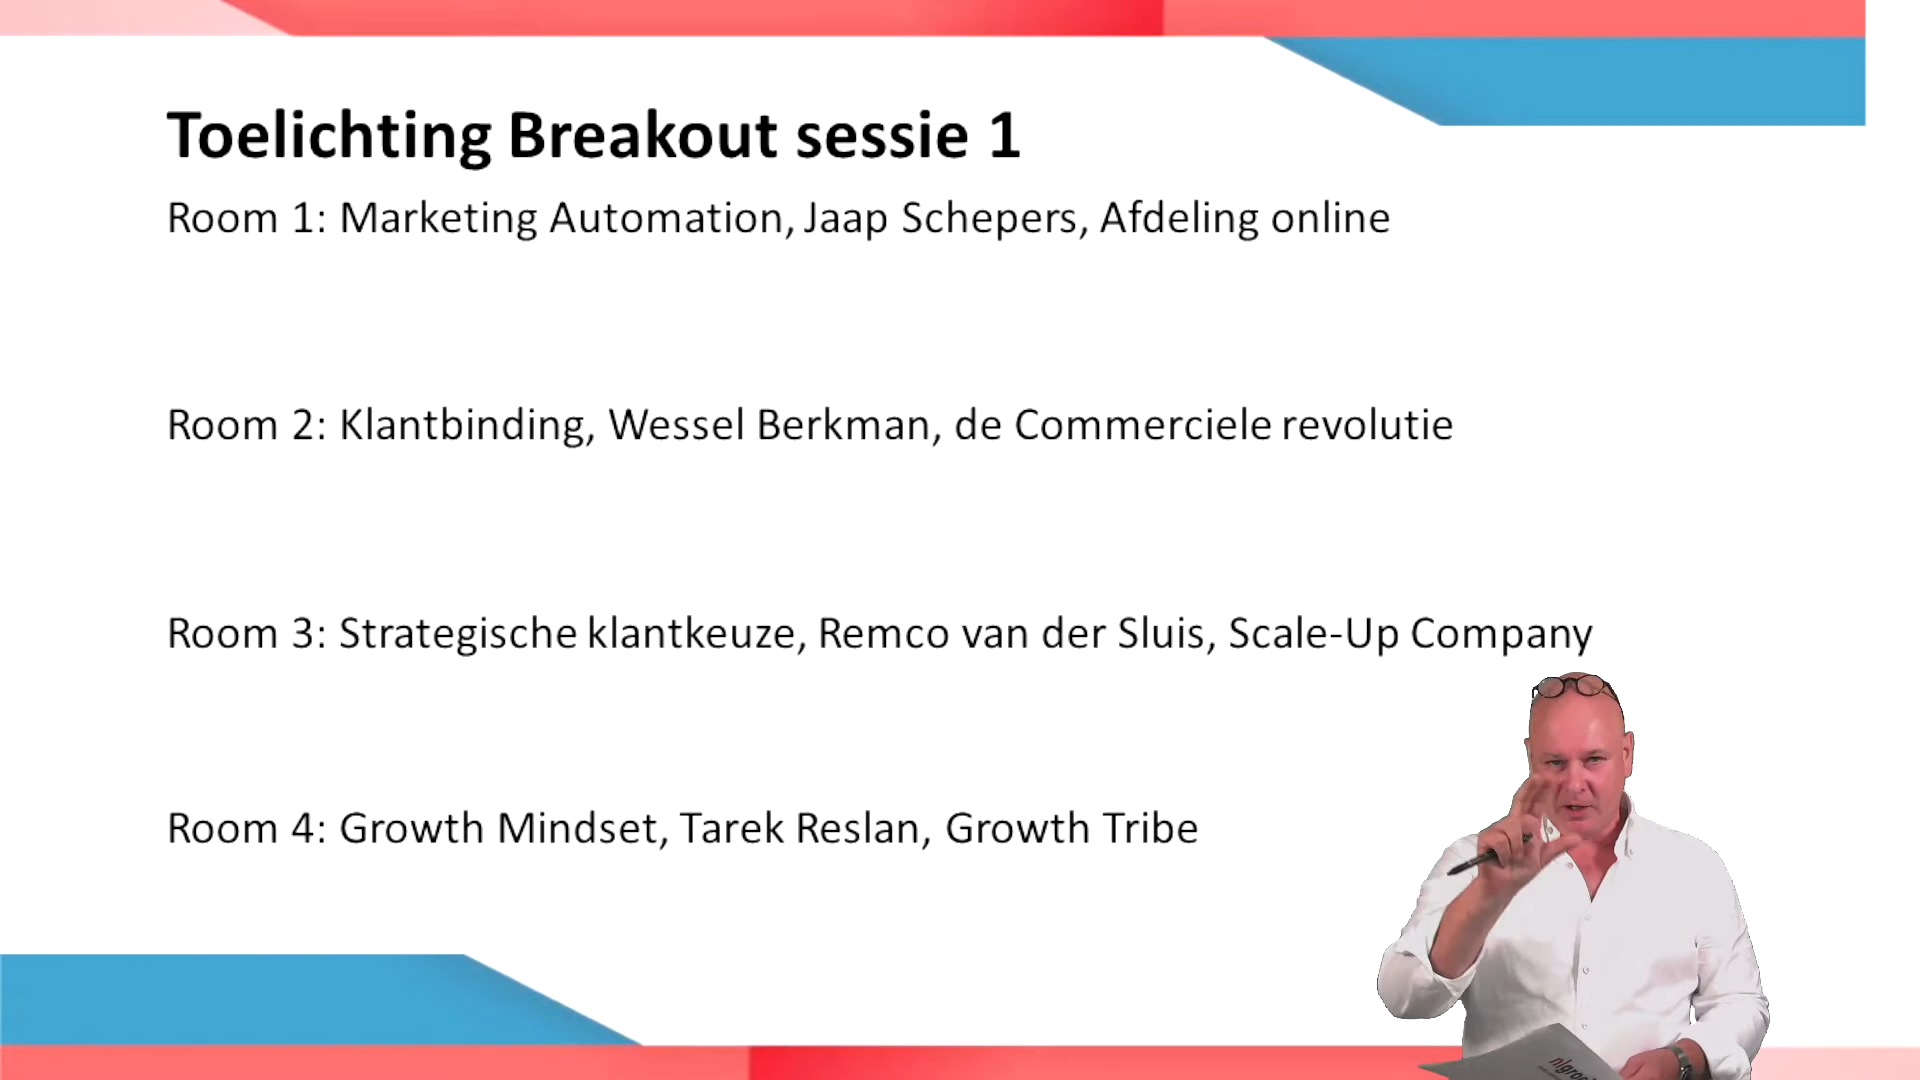 Toelichting Breakout sessie 1
Room 1: Marketing Automation, Jaap Schepers, Afdeling online
Room 2: Klantbinding, Wessel Berkman, de Commerciele revolutie
Room 3: Strategische klantkeuze, Remco van der Sluis, Scale-Up Company
Room 4: Growth Mindset, Tarek Reslan, Growth Tribe